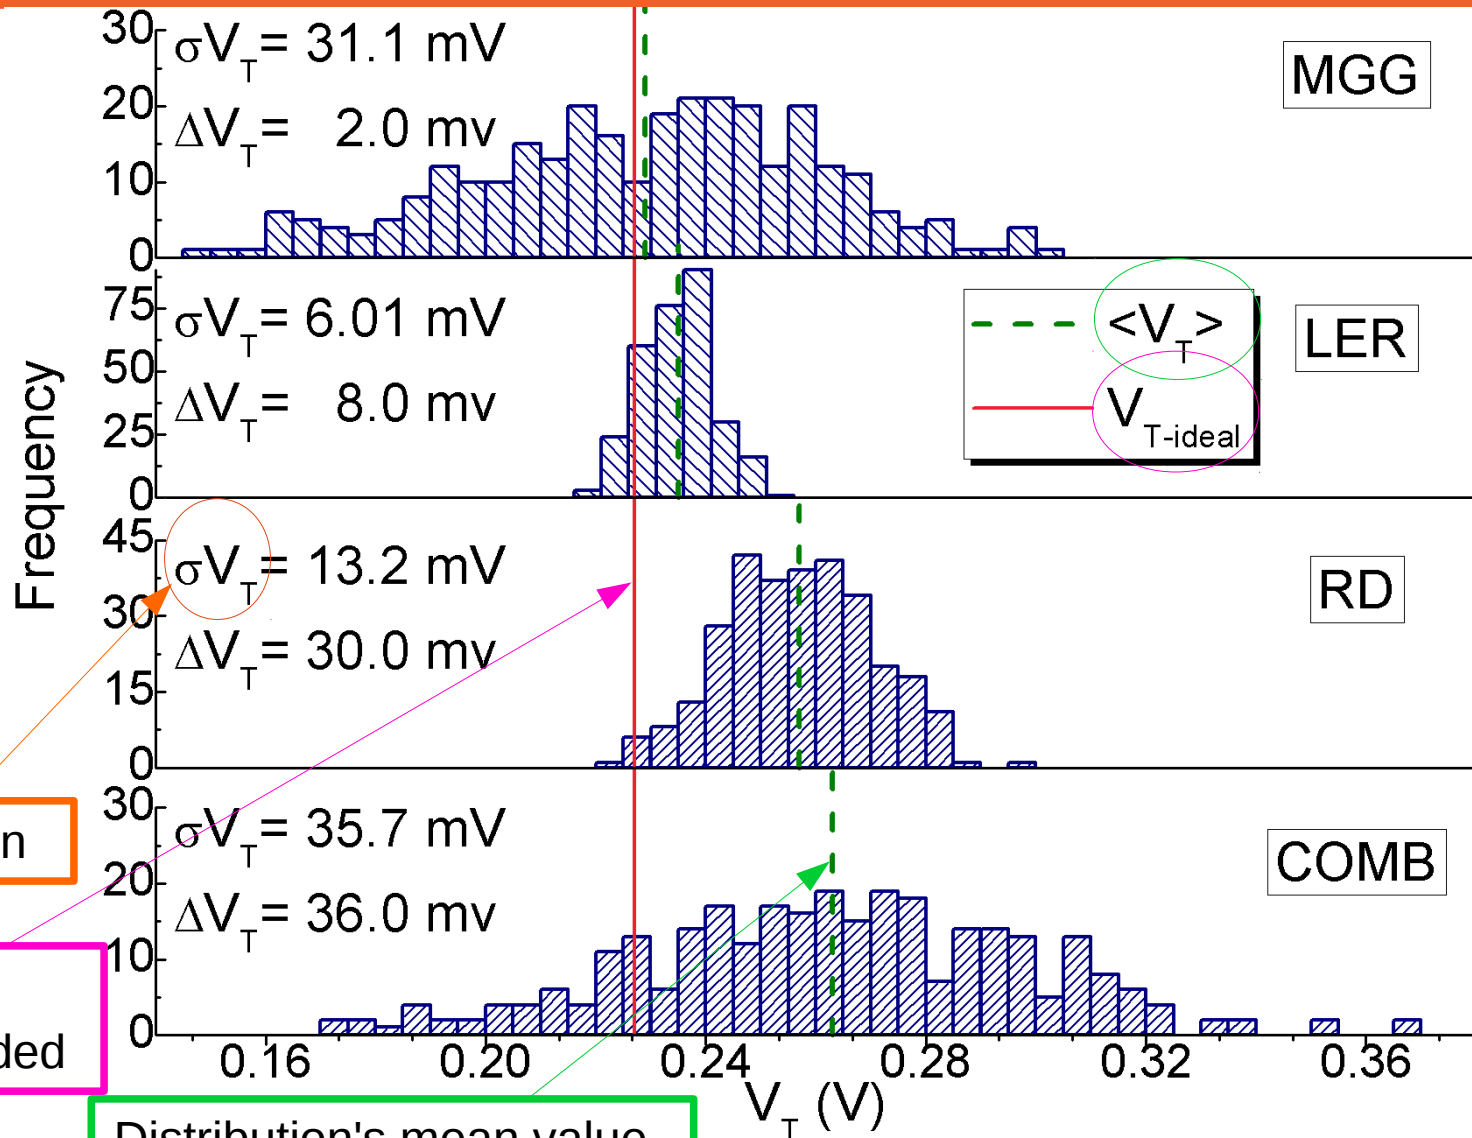 30
20
10
0
σV_T= 31.1 mV
ΔV_T= 2.0 mv
MGG
75
50
25
0
σV_T= 6.01 mV
ΔV_T= 8.0 mv
<V_T>
V_T-ideal
LER
Frequency
45
30
15
0
σV_T= 13.2 mV
ΔV_T= 30.0 mv
RD
30
20
10
0
σV_T= 35.7 mV
ΔV_T= 36.0 mv
COMB
0.16 0.20 0.24 0.28 0.32 0.36
V_T (V)
Distribution's mean value